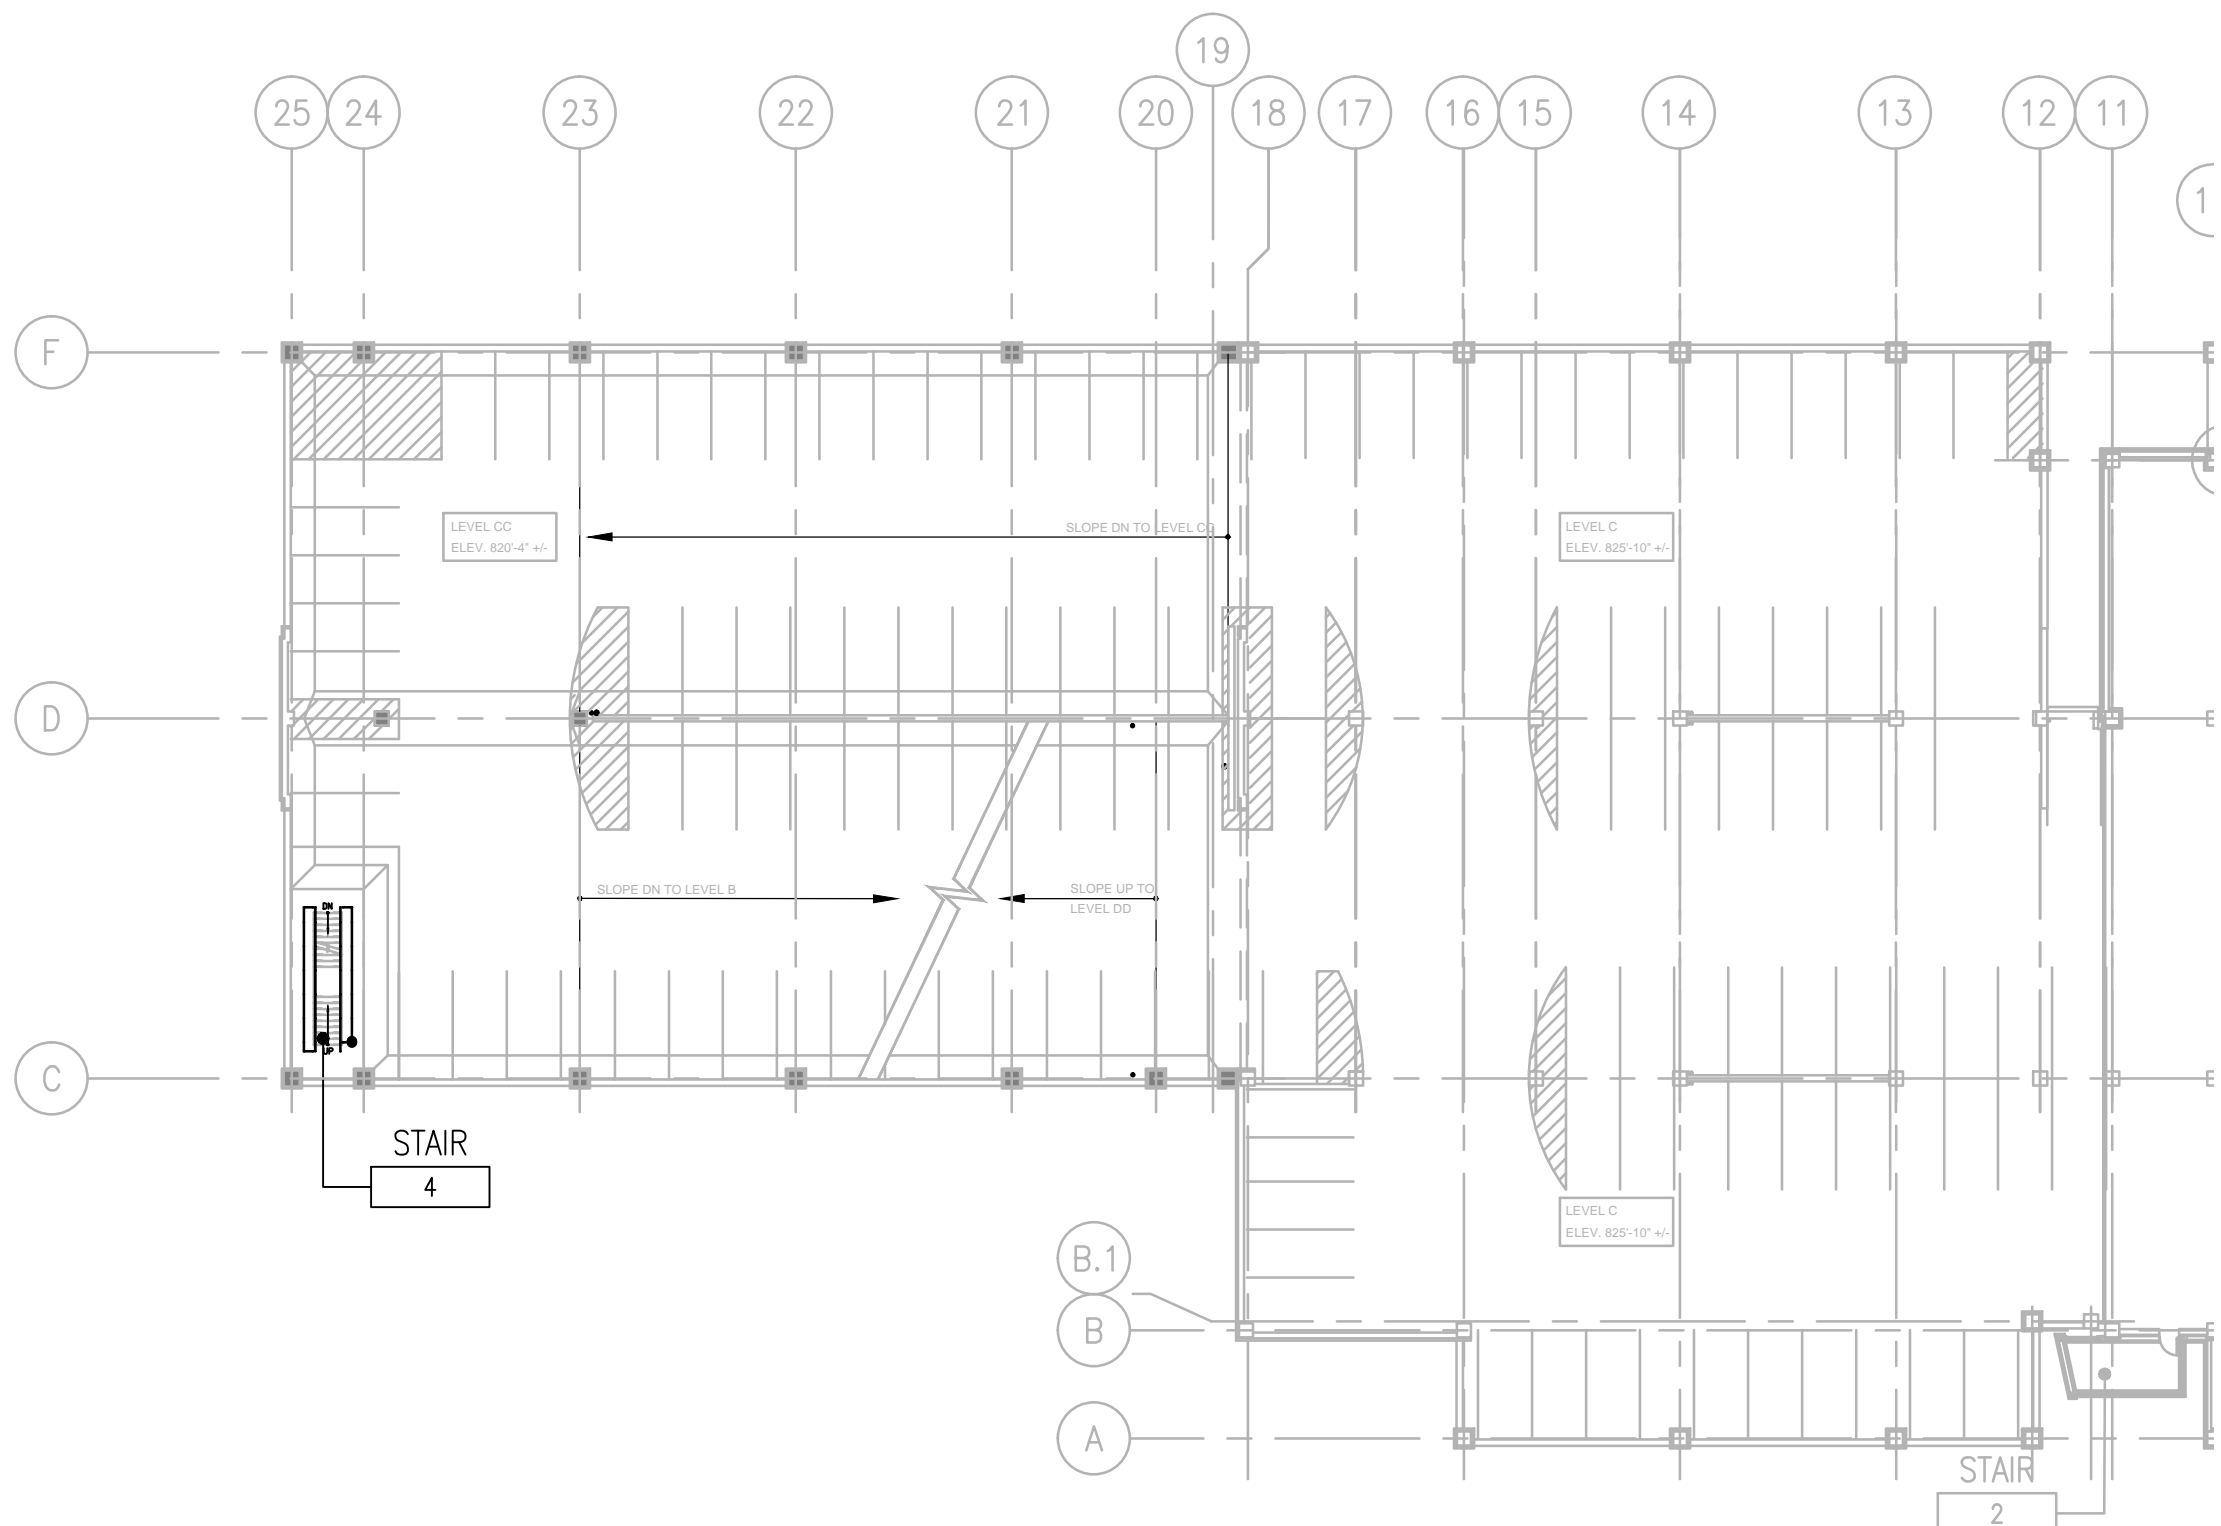 19
25
24
23
22
21
20
18
17
16
15
14
13
12
11
1
F
LEVEL CC
ELEV. 820'-4" +/-
SLOPE DN TO LEVEL CC
LEVEL C
ELEV. 825'-10" +/-
D
SLOPE DN TO LEVEL B
SLOPE UP TO
LEVEL DD
DN
UP
C
STAIR
4
LEVEL C
ELEV. 825'-10" +/-
B.1
B
A
STAIR
2